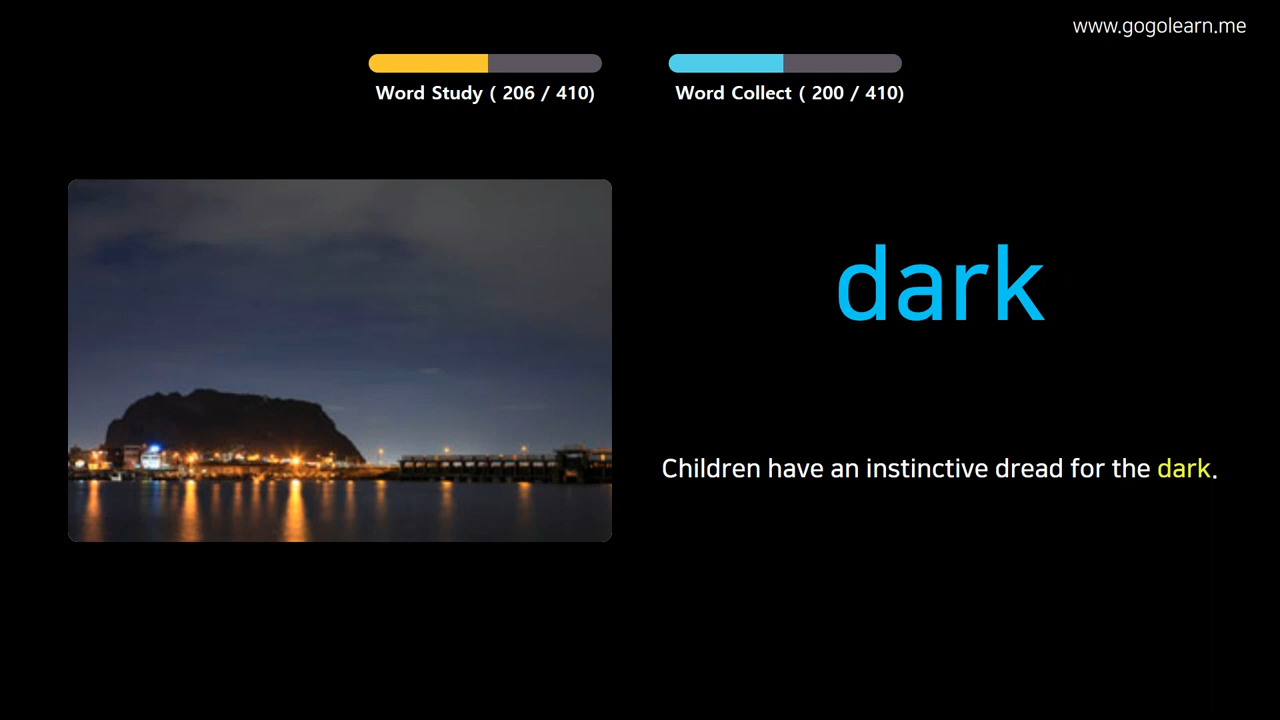 www.gogolearn.me
Word Study ( 206 / 410)
Word Collect ( 200 / 410)
dark
Children have an instinctive dread for the dark.